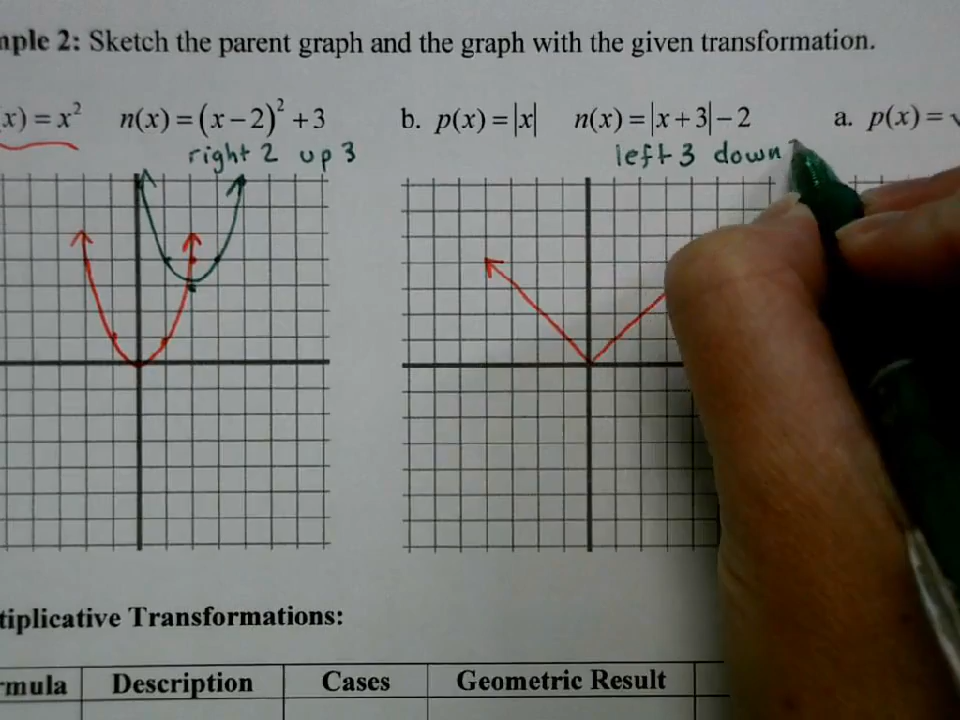 mple 2: Sketch the parent graph and the graph with the given transformation.
x) = x² n(x) = (x – 2)² + 3 b. p(x) = |x| n(x) = |x + 3| – 2 a. p(x) =
right 2 up 3 left 3 down
tiplicative Transformations:
rmula Description Cases Geometric Result